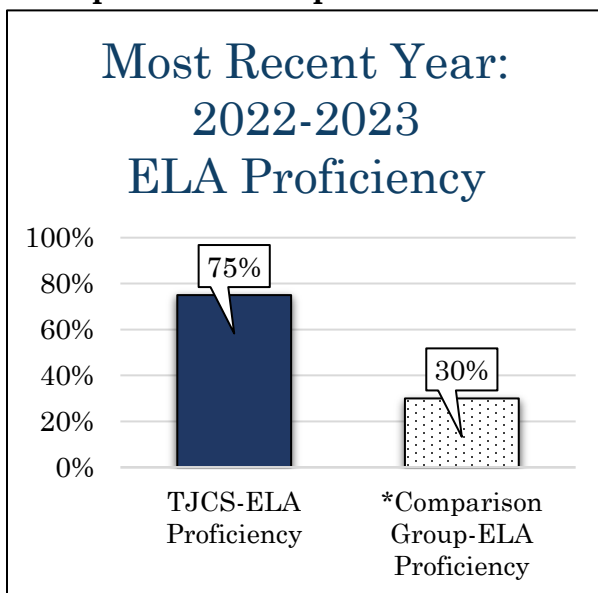 Most Recent Year:
2022-2023
ELA Proficiency
100%
80%
60%
40%
20%
0%
75%
30%
TJCS-ELA
Proficiency
*Comparison
Group-ELA
Proficiency